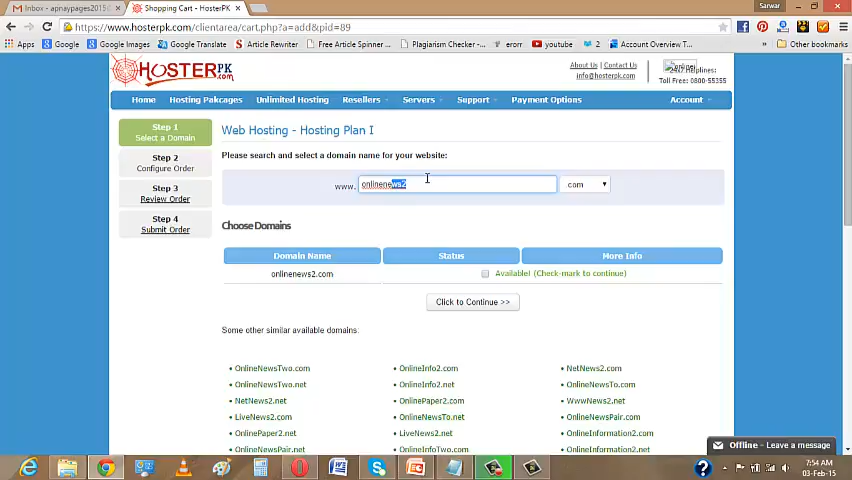 Sarwar
Inbox - apnaypages2015@
Shopping Cart - HosterPK
https://www.hosterpk.com/clientarea/cart.php?a=add&pid=89
Apps Google Google Images Google Translate Article Rewriter Free Article Spinner ... Plagiarism Checker - ... erorr youtube 2 Account Overview T... Other bookmarks
HOSTERPK.com
About Us | Contact Us
info@hosterpk.com
24/7 Helplines:
Toll Free: 0800-55355
Home Hosting Pakcages Unlimited Hosting Resellers Servers Support Payment Options Account
Step 1
Select a Domain
Step 2
Configure Order
Step 3
Review Order
Step 4
Submit Order
Web Hosting - Hosting Plan I
Please search and select a domain name for your website:
www. onlinenews2 com
Choose Domains
Domain Name Status More Info
onlinenews2.com Available! (Check-mark to continue)
Click to Continue >>
Some other similar available domains:
OnlineNewsTwo.com OnlineInfo2.com NetNews2.com
OnlineNewsTwo.net OnlineInfo2.net OnlineNewsTo.com
NetNews2.net OnlinePaper2.com WwwNews2.net
LiveNews2.com OnlineNewsTo.net OnlineNewsPair.com
OnlinePaper2.net LiveNews2.net OnlineInformation2.com
OnlineNewsPair.net OnlineInformation2.net
Offline - Leave a message
7:54 AM
03-Feb-15